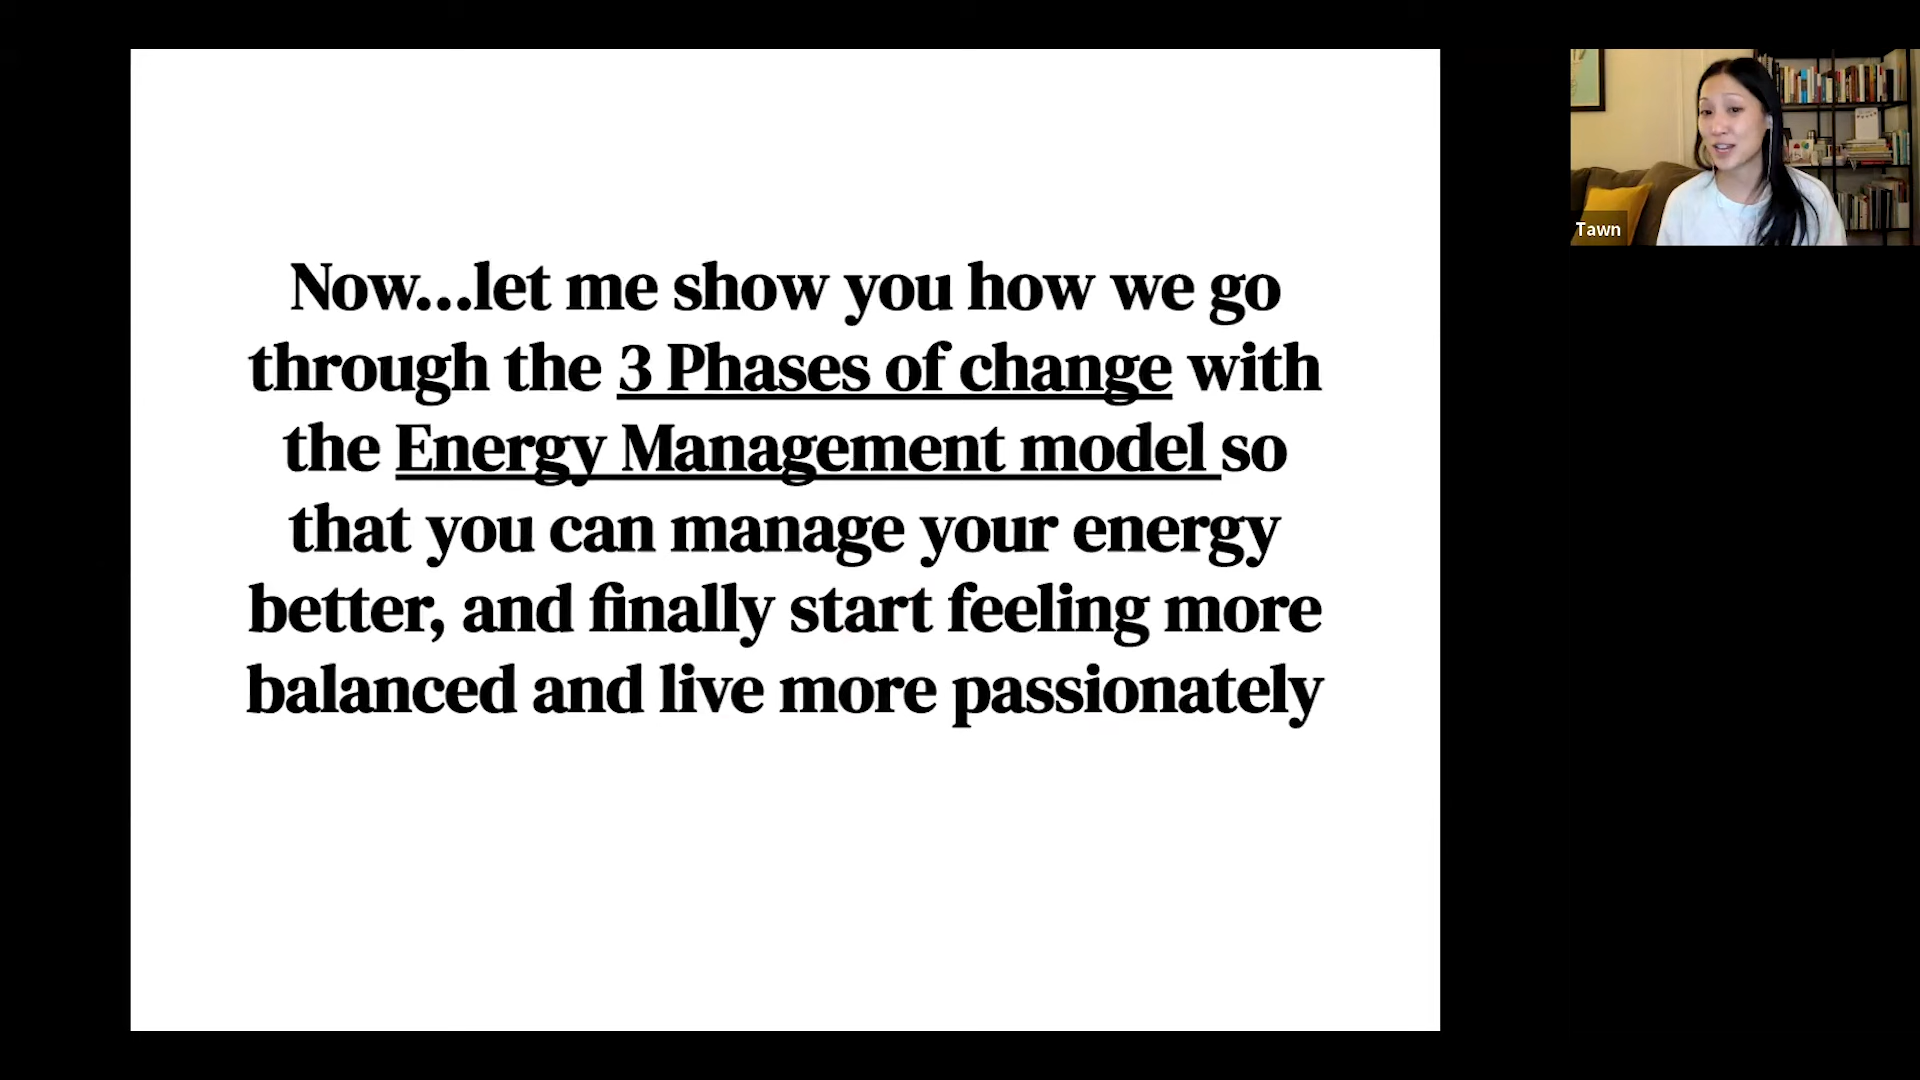 Now...let me show you how we go
through the 3 Phases of change with
the Energy Management model so
that you can manage your energy
better, and finally start feeling more
balanced and live more passionately
Tawn